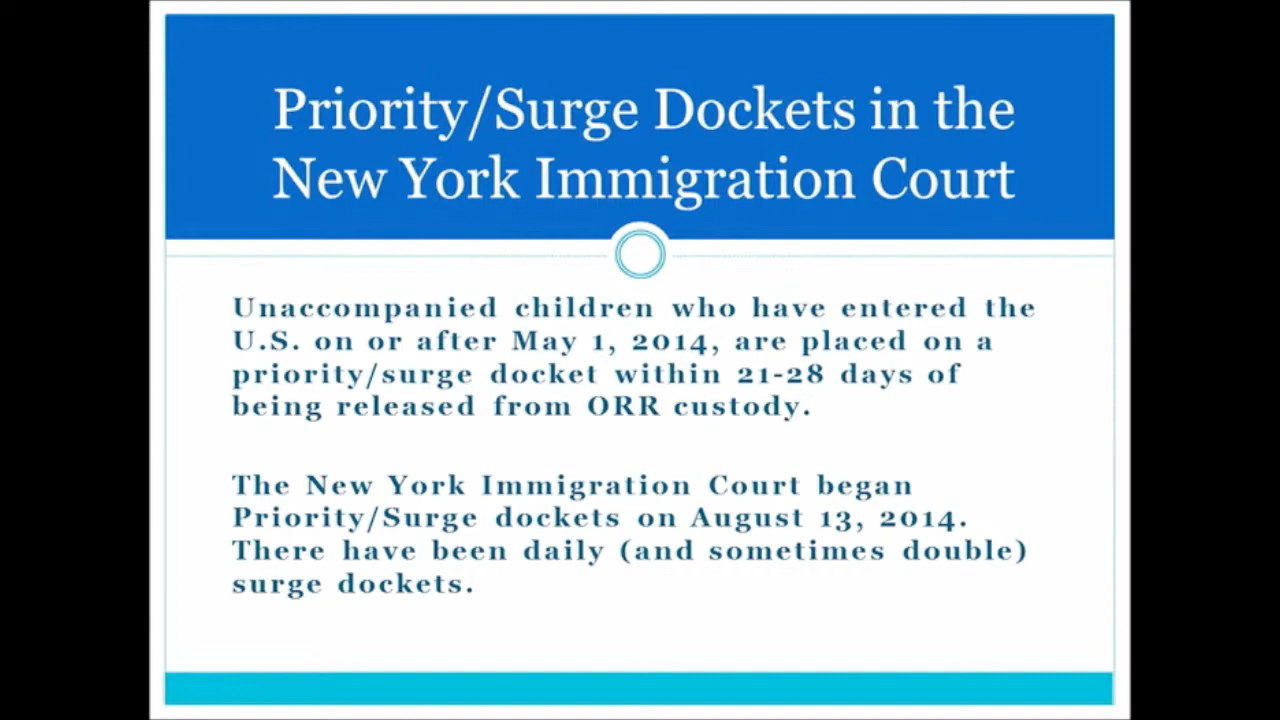 Priority/Surge Dockets in the
New York Immigration Court
Unaccompanied children who have entered the
U.S. on or after May 1, 2014, are placed on a
priority/surge docket within 21-28 days of
being released from ORR custody.
The New York Immigration Court began
Priority/Surge dockets on August 13, 2014.
There have been daily (and sometimes double)
surge dockets.